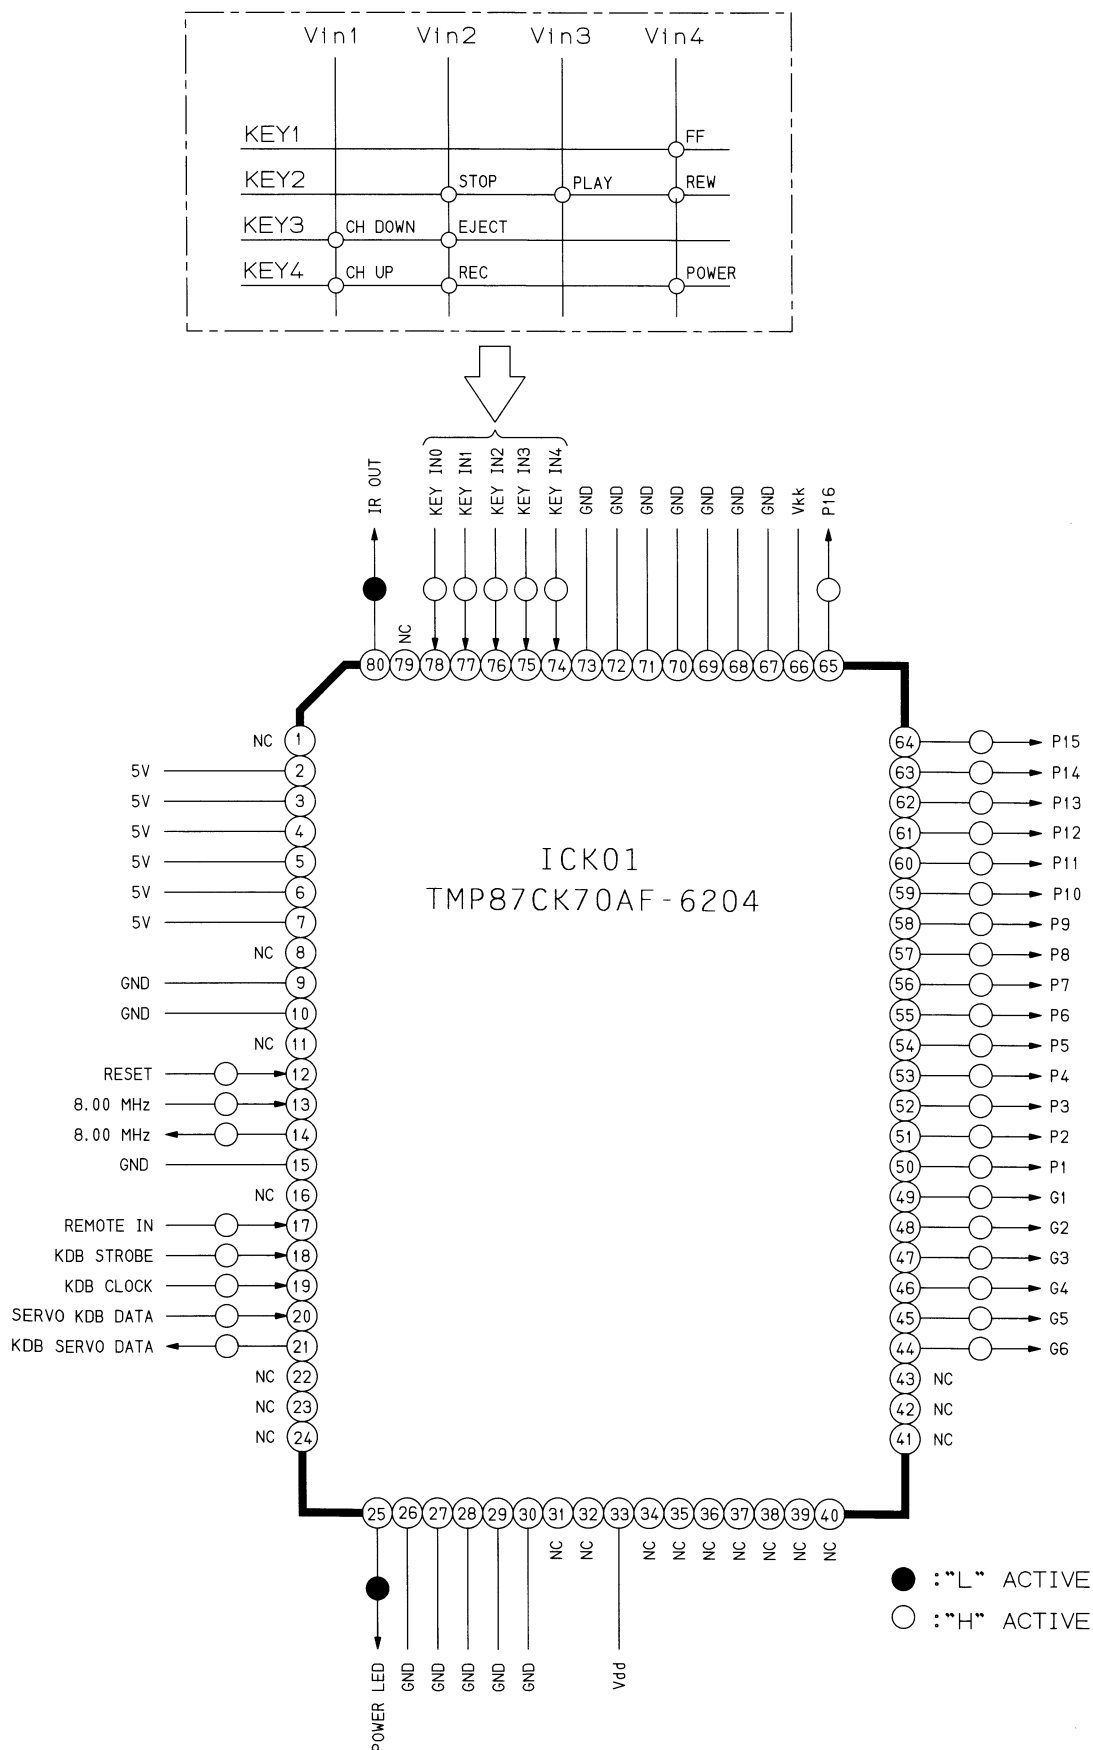 Vin1 Vin2 Vin3 Vin4
KEY1 FF
KEY2 STOP PLAY REW
KEY3 CH DOWN EJECT
KEY4 CH UP REC POWER
IR OUT
KEY IN0
KEY IN1
KEY IN2
KEY IN3
KEY IN4
GND
GND
GND
GND
GND
GND
GND
Vkk
P16
NC
80 79 78 77 76 75 74 73 72 71 70 69 68 67 66 65
NC 1
5V 2
5V 3
5V 4
5V 5
5V 6
5V 7
NC 8
GND 9
GND 10
NC 11
RESET 12
8.00 MHz 13
8.00 MHz 14
GND 15
NC 16
REMOTE IN 17
KDB STROBE 18
KDB CLOCK 19
SERVO KDB DATA 20
KDB SERVO DATA 21
NC 22
NC 23
NC 24
ICK01
TMP87CK70AF-6204
64 P15
63 P14
62 P13
61 P12
60 P11
59 P10
58 P9
57 P8
56 P7
55 P6
54 P5
53 P4
52 P3
51 P2
50 P1
49 G1
48 G2
47 G3
46 G4
45 G5
44 G6
43 NC
42 NC
41 NC
25 26 27 28 29 30 31 32 33 34 35 36 37 38 39 40
POWER LED
GND
GND
GND
GND
GND
NC
NC
Vdd
NC
NC
NC
NC
NC
NC
NC
:"L" ACTIVE
:"H" ACTIVE